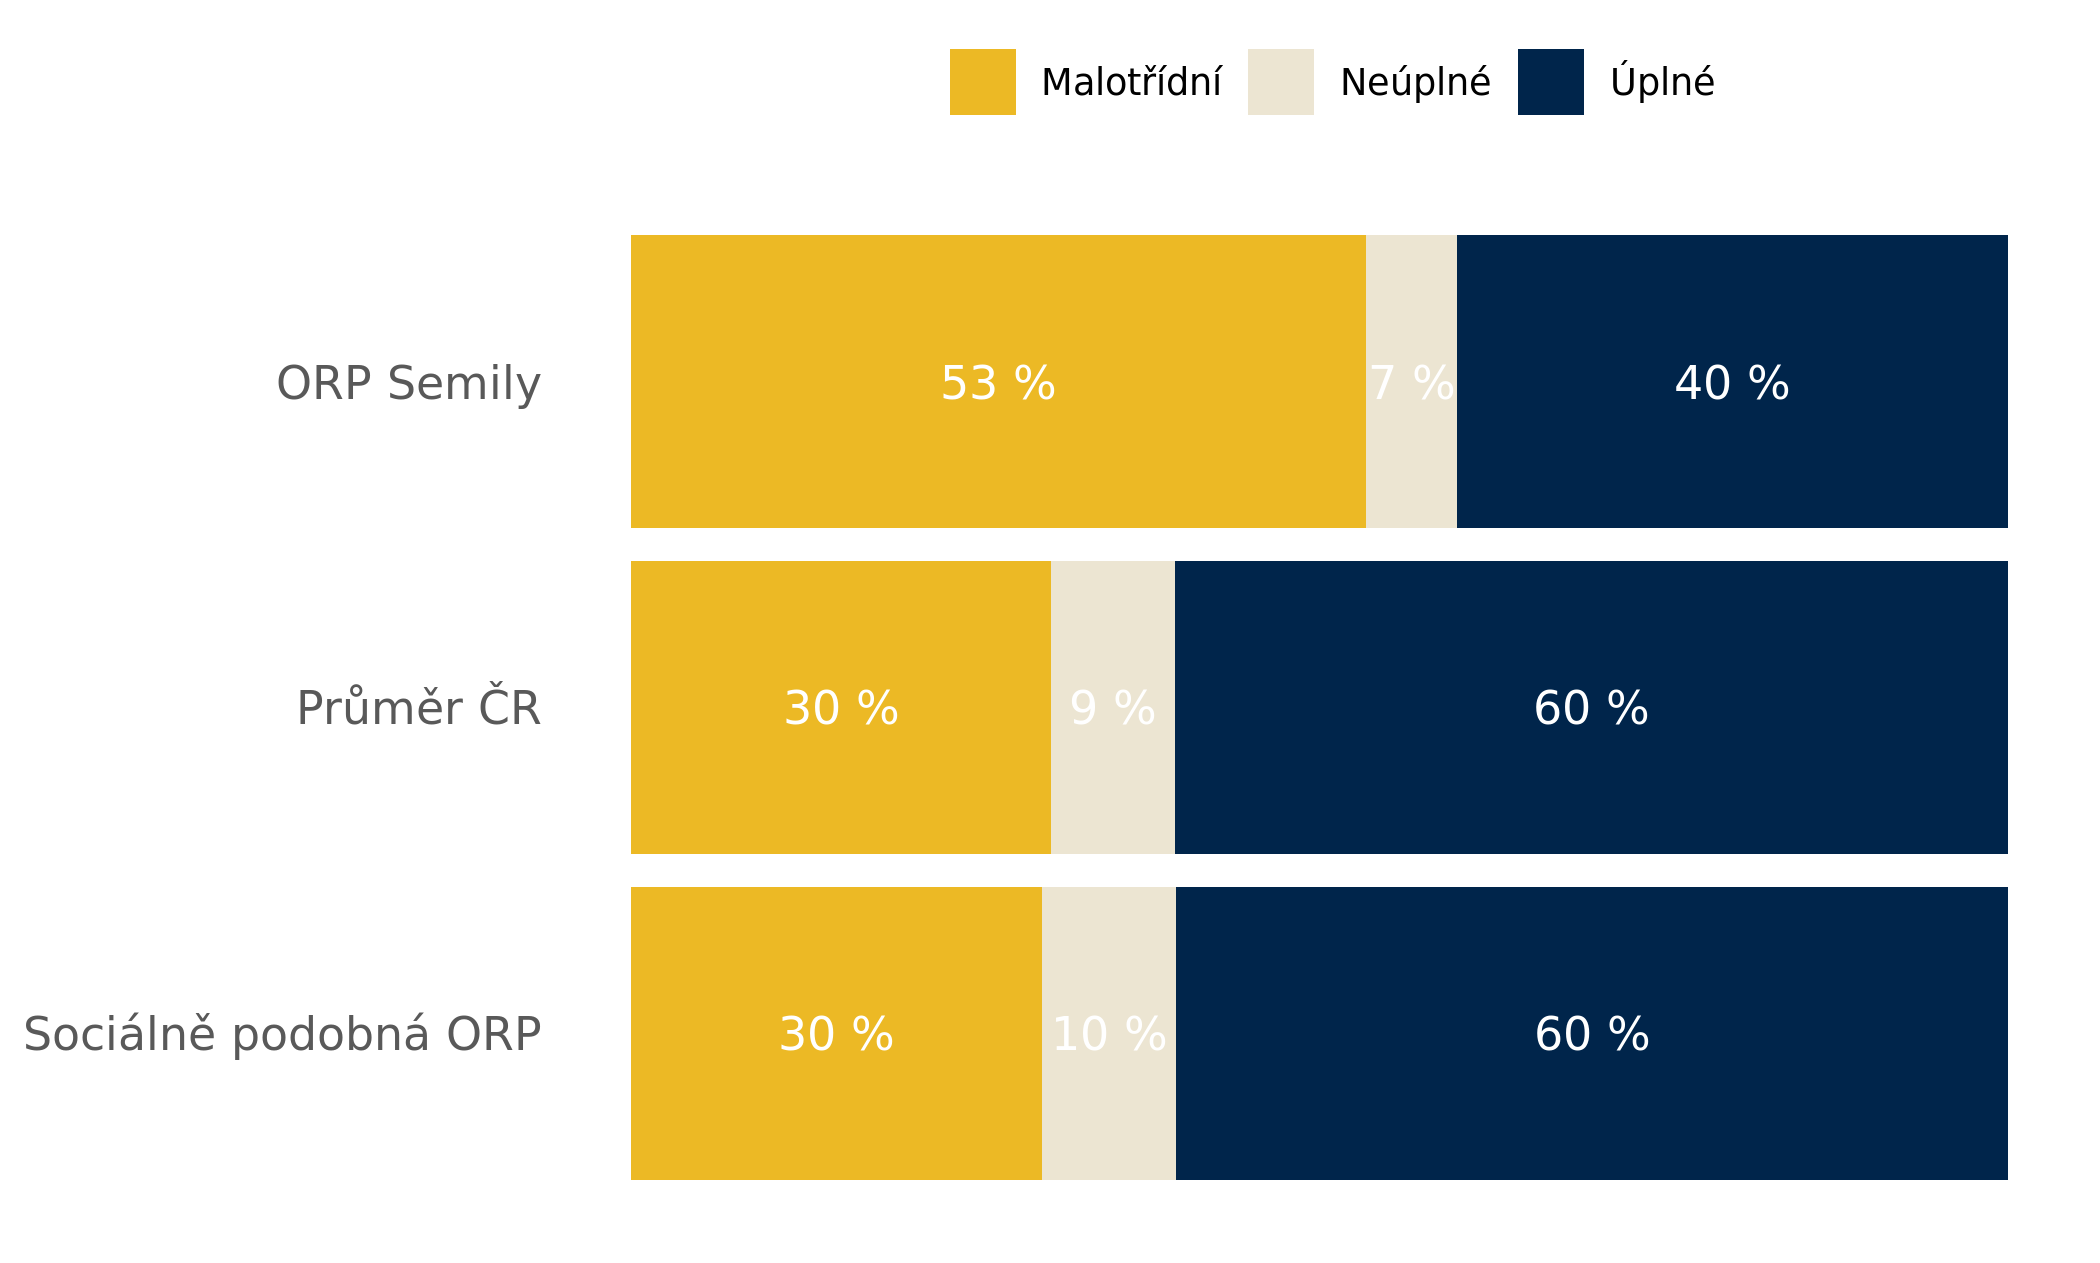 Malotřídní Neúplné Úplné
ORP Semily 53 % 7 % 40 %
Průměr ČR 30 % 9 % 60 %
Sociálně podobná ORP 30 % 10 % 60 %